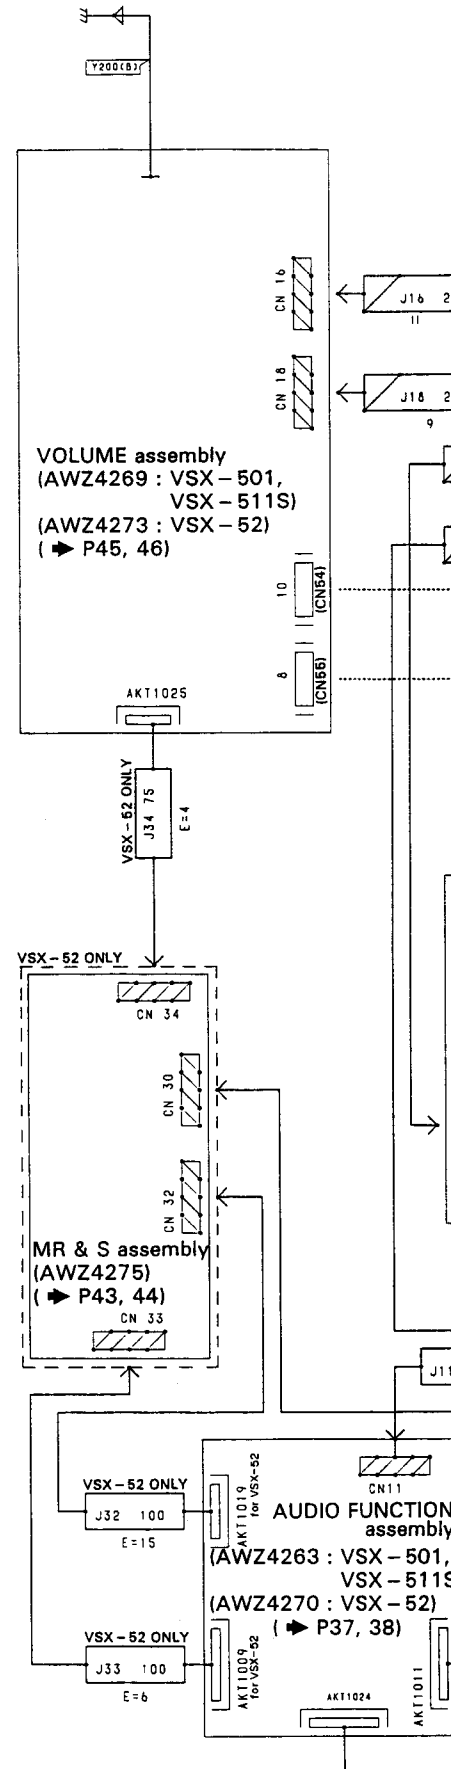 Y200(B)
CN 16
J16 2
11
CN 18
J18 2
9
VOLUME assembly
(AWZ4269 : VSX-501,
VSX-511S)
(AWZ4273 : VSX-52)
( ➡ P45, 46)
10
(CN54)
8
(CN55)
AKT1025
VSX-52 ONLY
J34 75
E=4
VSX-52 ONLY
CN 34
CN 30
CN 32
MR & S assembly
(AWZ4275)
( ➡ P43, 44)
CN 33
J11
CN11
VSX-52 ONLY
J32 100
E=15
AKT1019
for VSX-52
AUDIO FUNCTION
assembly
(AWZ4263 : VSX-501,
VSX-511S
(AWZ4270 : VSX-52)
( ➡ P37, 38)
VSX-52 ONLY
J33 100
E=6
AKT1009
for VSX-52
AKT1024
AKT1011